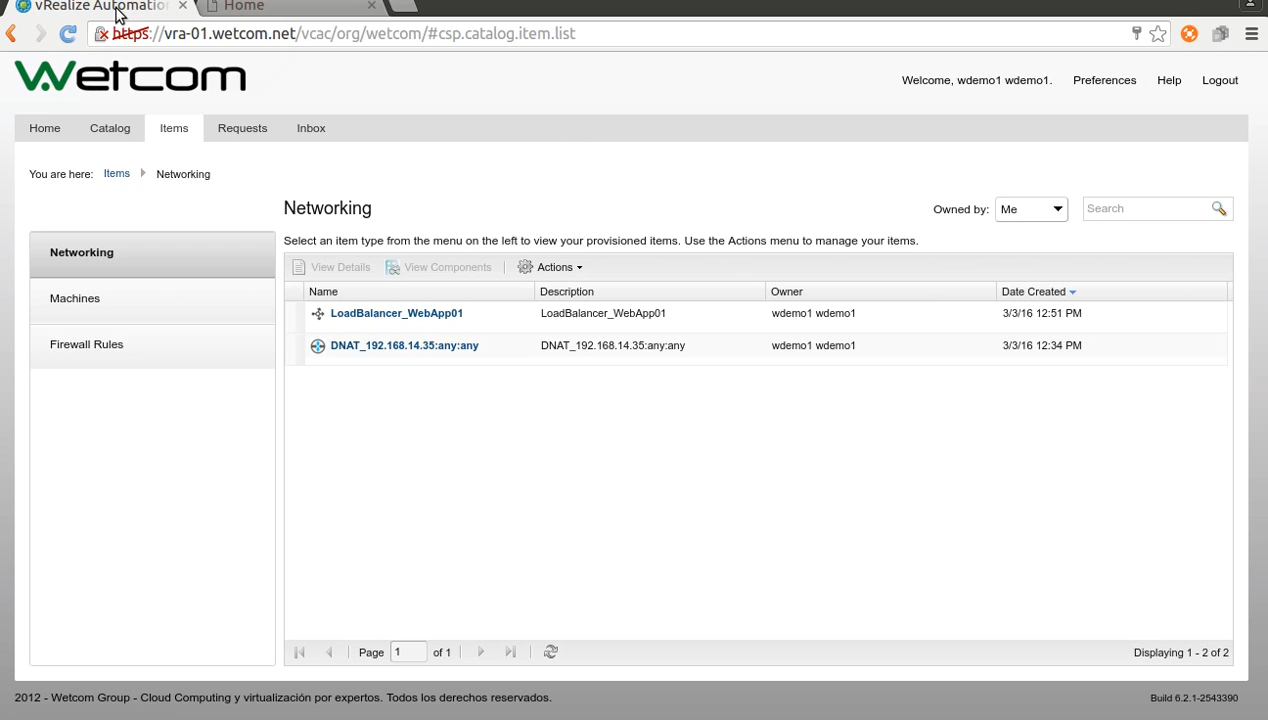 vRealize Automation
Home
https://vra-01.wetcom.net/vcac/org/wetcom/#csp.catalog.item.list
Wetcom
Welcome, wdemo1 wdemo1. Preferences Help Logout
Home Catalog Items Requests Inbox
You are here: Items Networking
Networking
Owned by: Me Search
Select an item type from the menu on the left to view your provisioned items. Use the Actions menu to manage your items.
Networking
Machines
Firewall Rules
View Details View Components Actions
Name Description Owner Date Created
LoadBalancer_WebApp01 LoadBalancer_WebApp01 wdemo1 wdemo1 3/3/16 12:51 PM
DNAT_192.168.14.35:any:any DNAT_192.168.14.35:any:any wdemo1 wdemo1 3/3/16 12:34 PM
Page 1 of 1 Displaying 1 - 2 of 2
2012 - Wetcom Group - Cloud Computing y virtualización por expertos. Todos los derechos reservados. Build 6.2.1-2543390